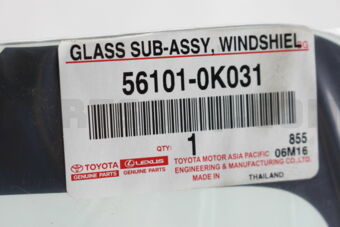 GLASS SUB-ASSY, WINDSHIEL
56101-0K031
QTY: 1
855
06M16
TOYOTA
GENUINE PARTS
LEXUS
GENUINE PARTS
TOYOTA MOTOR ASIA PACIFIC
ENGINEERING & MANUFACTURING CO.,LTD.
MADE IN THAILAND